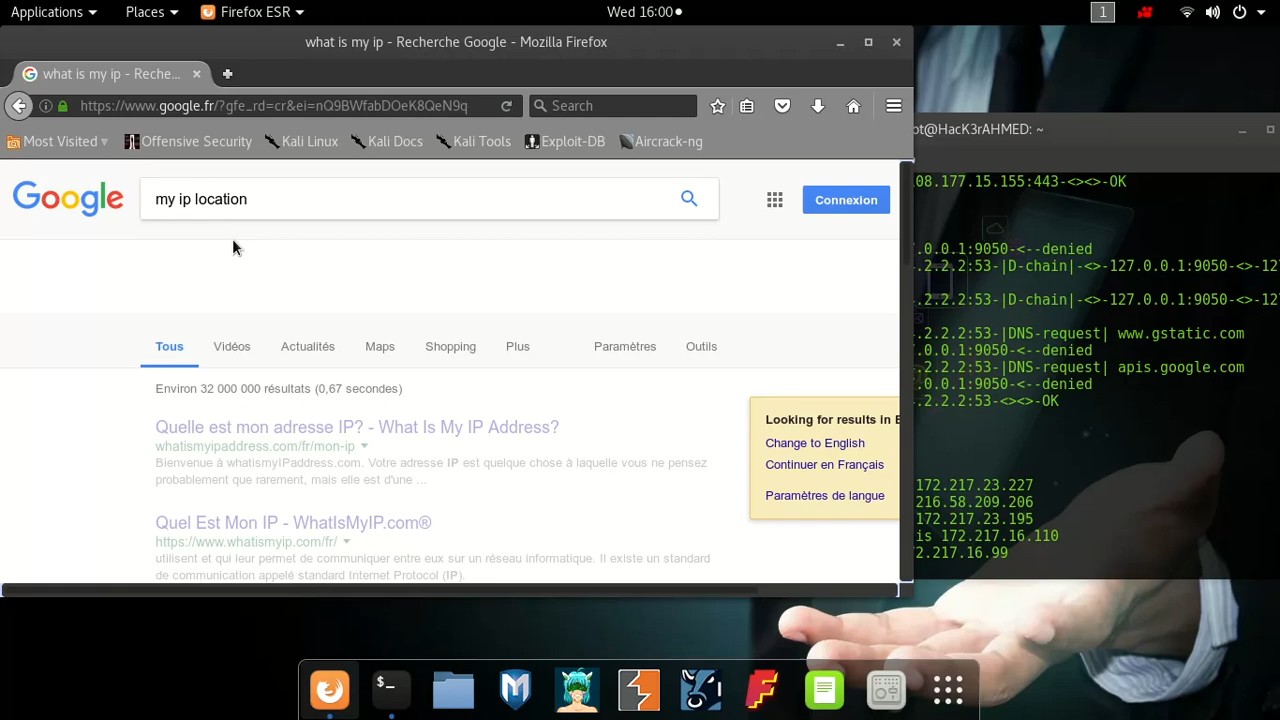 Applications Places Firefox ESR Wed 16:00 1
what is my ip - Recherche Google - Mozilla Firefox
what is my ip - Reche...
https://www.google.fr/?gfe_rd=cr&ei=nQ9BWfabDOeK8QeN9q Search
Most Visited Offensive Security Kali Linux Kali Docs Kali Tools Exploit-DB Aircrack-ng
Google my ip location Connexion
Tous Vidéos Actualités Maps Shopping Plus Paramètres Outils
Environ 32 000 000 résultats (0,67 secondes)
Quelle est mon adresse IP? - What Is My IP Address?
whatismyipaddress.com/fr/mon-ip
Bienvenue à whatismyIPaddress.com. Votre adresse IP est quelque chose à laquelle vous ne pensez
probablement que rarement, mais elle est d'une ...
Quel Est Mon IP - WhatIsMyIP.com®
https://www.whatismyip.com/fr/
utilisent et qui leur permet de communiquer entre eux sur un réseau informatique. Il existe un standard
de communication appelé standard Internet Protocol (IP).
Looking for results in E
Change to English
Continuer en Français
Paramètres de langue
ot@HacK3rAHMED: ~
08.177.15.155:443-<><>-OK
.0.0.1:9050-<--denied
.2.2.2:53-|D-chain|-<>-127.0.0.1:9050-<>-12
.2.2.2:53-|D-chain|-<>-127.0.0.1:9050-<>-12
.2.2.2:53-|DNS-request| www.gstatic.com
.0.0.1:9050-<--denied
.2.2.2:53-|DNS-request| apis.google.com
.0.0.1:9050-<--denied
.2.2.2:53-<><>-OK
172.217.23.227
216.58.209.206
172.217.23.195
is 172.217.16.110
2.217.16.99